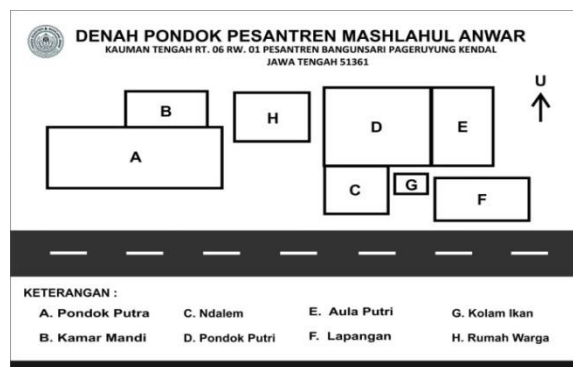 DENAH PONDOK PESANTREN MASHLAHUL ANWAR
KAUMAN TENGAH RT. 06 RW. 01 PESANTREN BANGUNSARI PAGERUYUNG KENDAL
JAWA TENGAH 51361
U
B
H
D
E
A
C
G
F
KETERANGAN :
A. Pondok Putra
B. Kamar Mandi
C. Ndalem
D. Pondok Putri
E. Aula Putri
F. Lapangan
G. Kolam Ikan
H. Rumah Warga